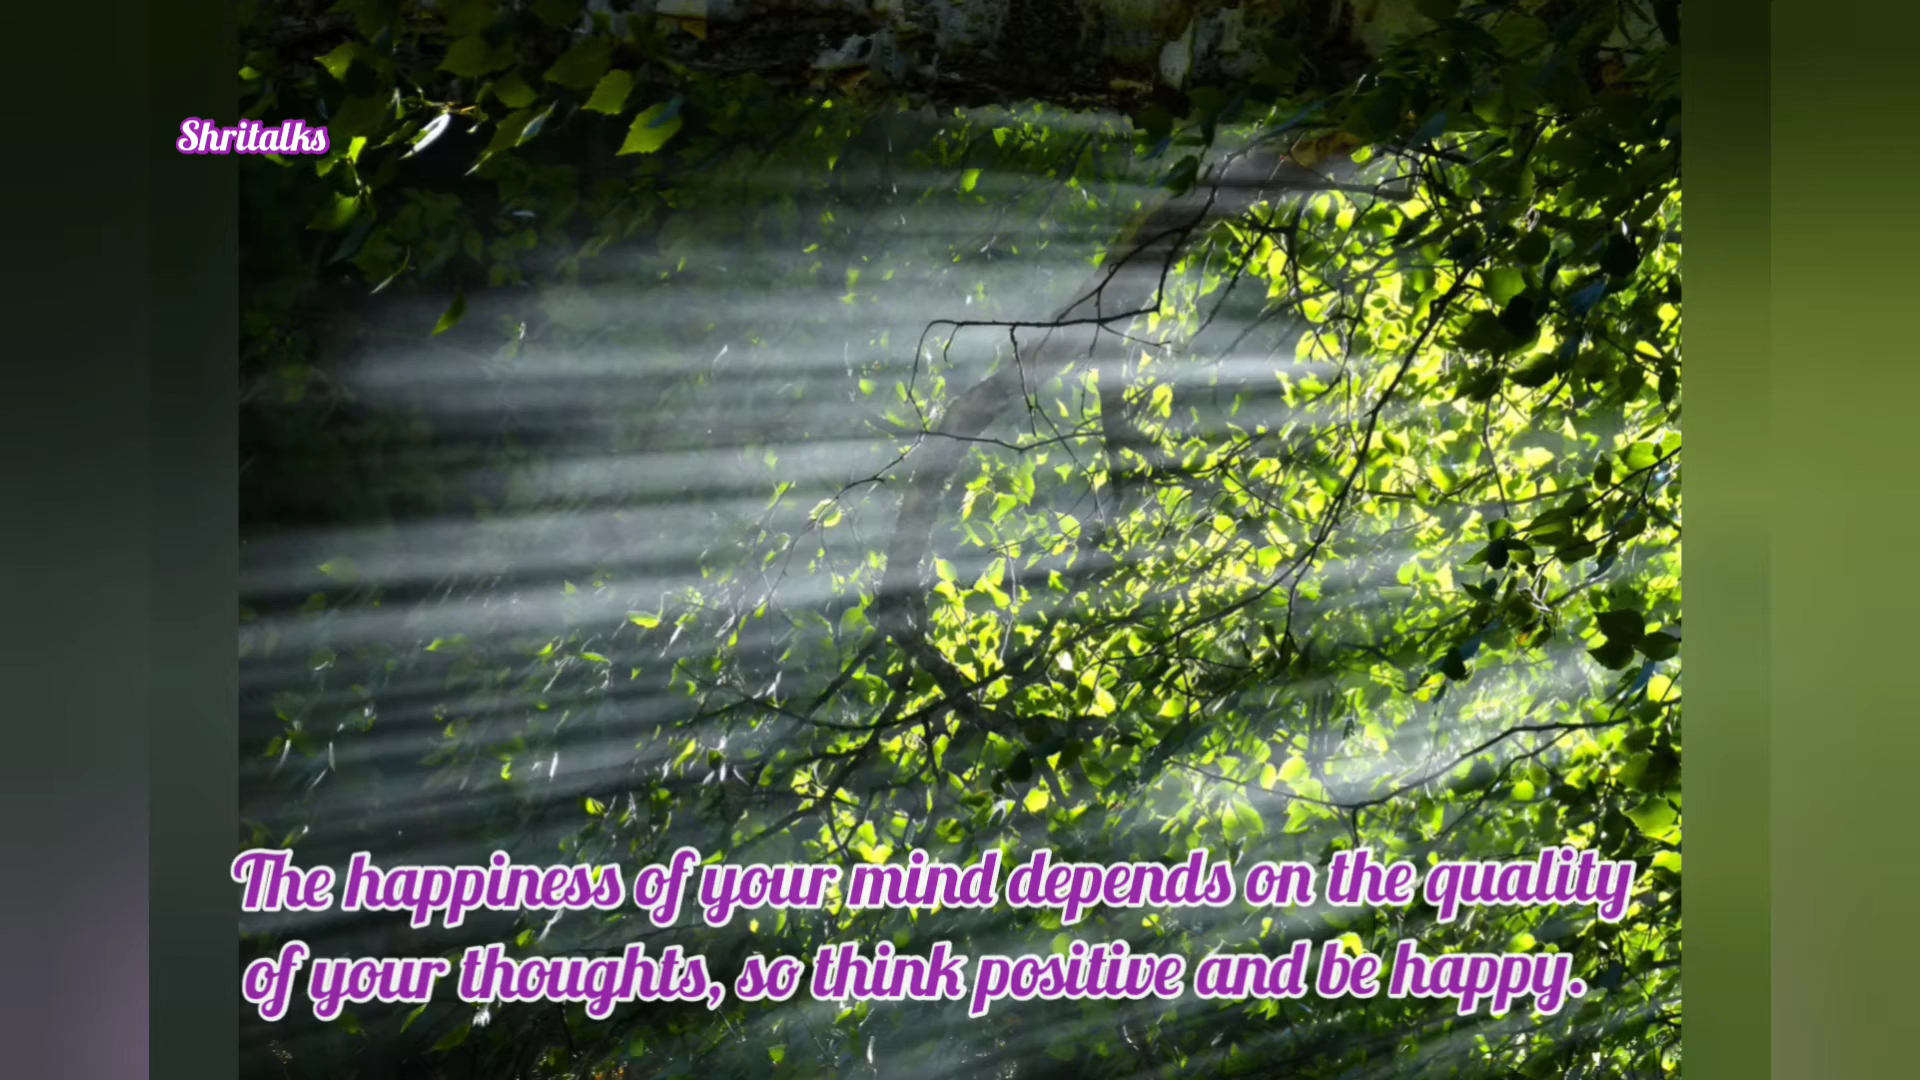 Shritalks
The happiness of your mind depends on the quality
of your thoughts, so think positive and be happy.